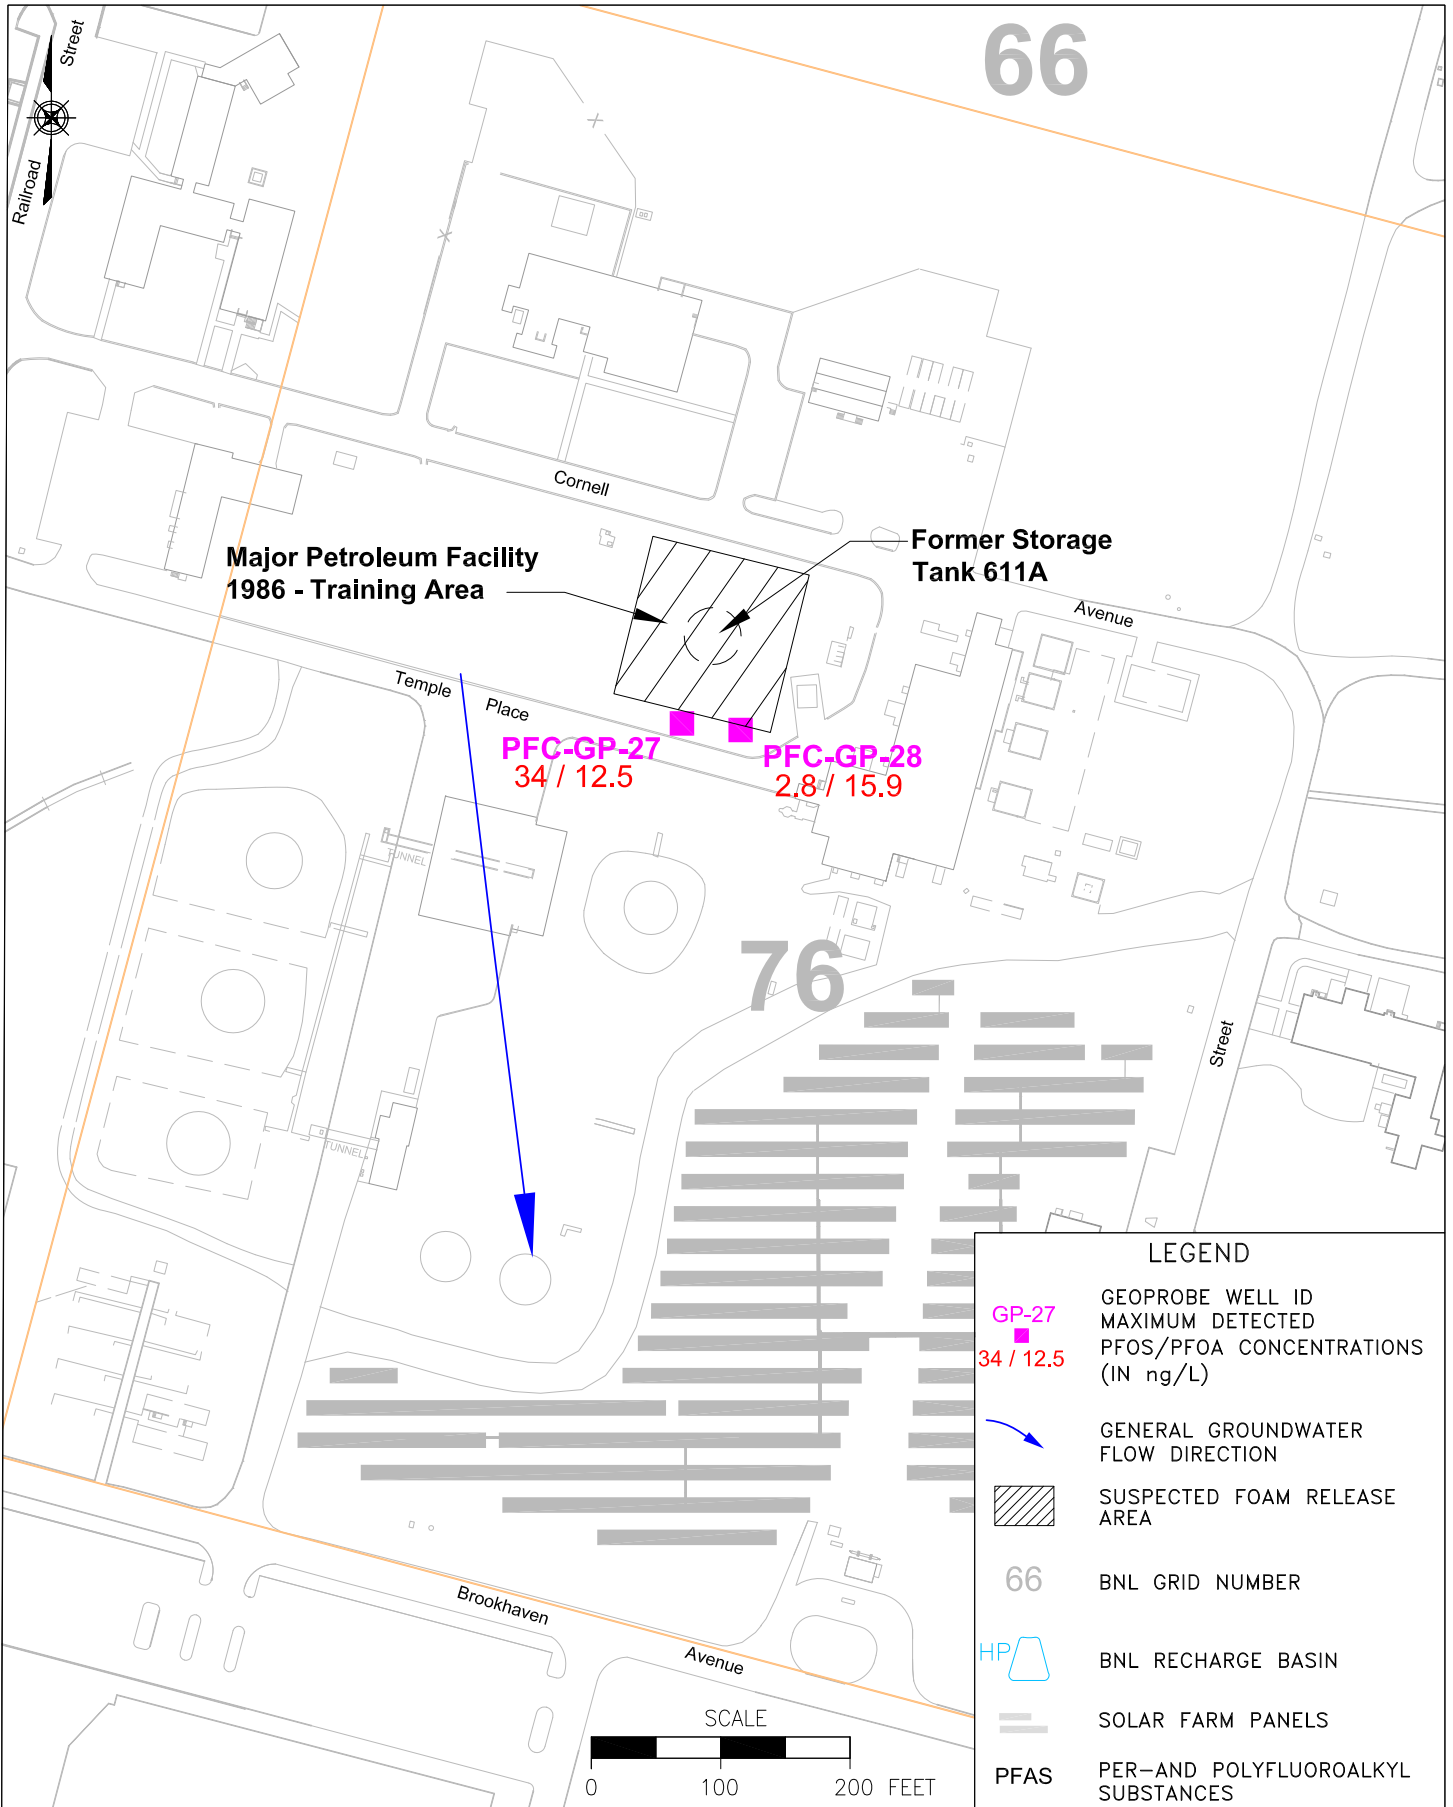 66
Street
Railroad
Cornell
Major Petroleum Facility
1986 - Training Area
Former Storage
Tank 611A
Avenue
Temple
Place
PFC-GP-27
34 / 12.5
PFC-GP-28
2.8 / 15.9
TUNNEL
76
Street
TUNNEL
Brookhaven
Avenue
SCALE
0 100 200 FEET
LEGEND
GP-27
34 / 12.5
GEOPROBE WELL ID
MAXIMUM DETECTED
PFOS/PFOA CONCENTRATIONS
(IN ng/L)
GENERAL GROUNDWATER
FLOW DIRECTION
SUSPECTED FOAM RELEASE
AREA
66
BNL GRID NUMBER
HP
BNL RECHARGE BASIN
SOLAR FARM PANELS
PFAS
PER-AND POLYFLUOROALKYL
SUBSTANCES